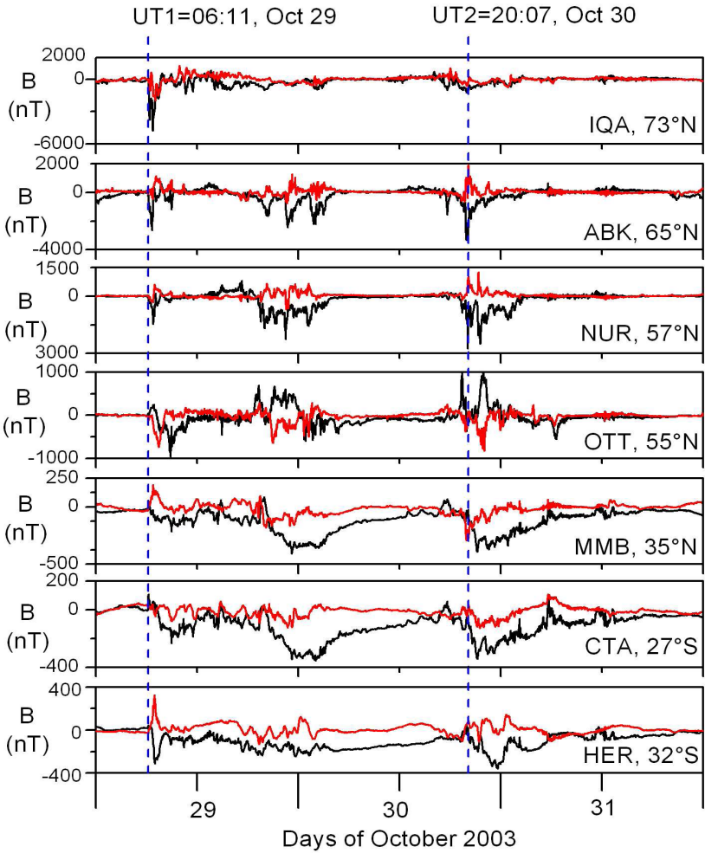 UT1=06:11, Oct 29 UT2=20:07, Oct 30
2000
B
0
(nT)
-6000
IQA, 73°N
2000
B
0
(nT)
-4000
ABK, 65°N
1500
B
0
(nT)
3000
NUR, 57°N
1000
B
0
(nT)
-1000
OTT, 55°N
250
B
0
(nT)
-500
MMB, 35°N
200
B
0
(nT)
-400
CTA, 27°S
400
B
0
(nT)
-400
HER, 32°S
29 30 31
Days of October 2003